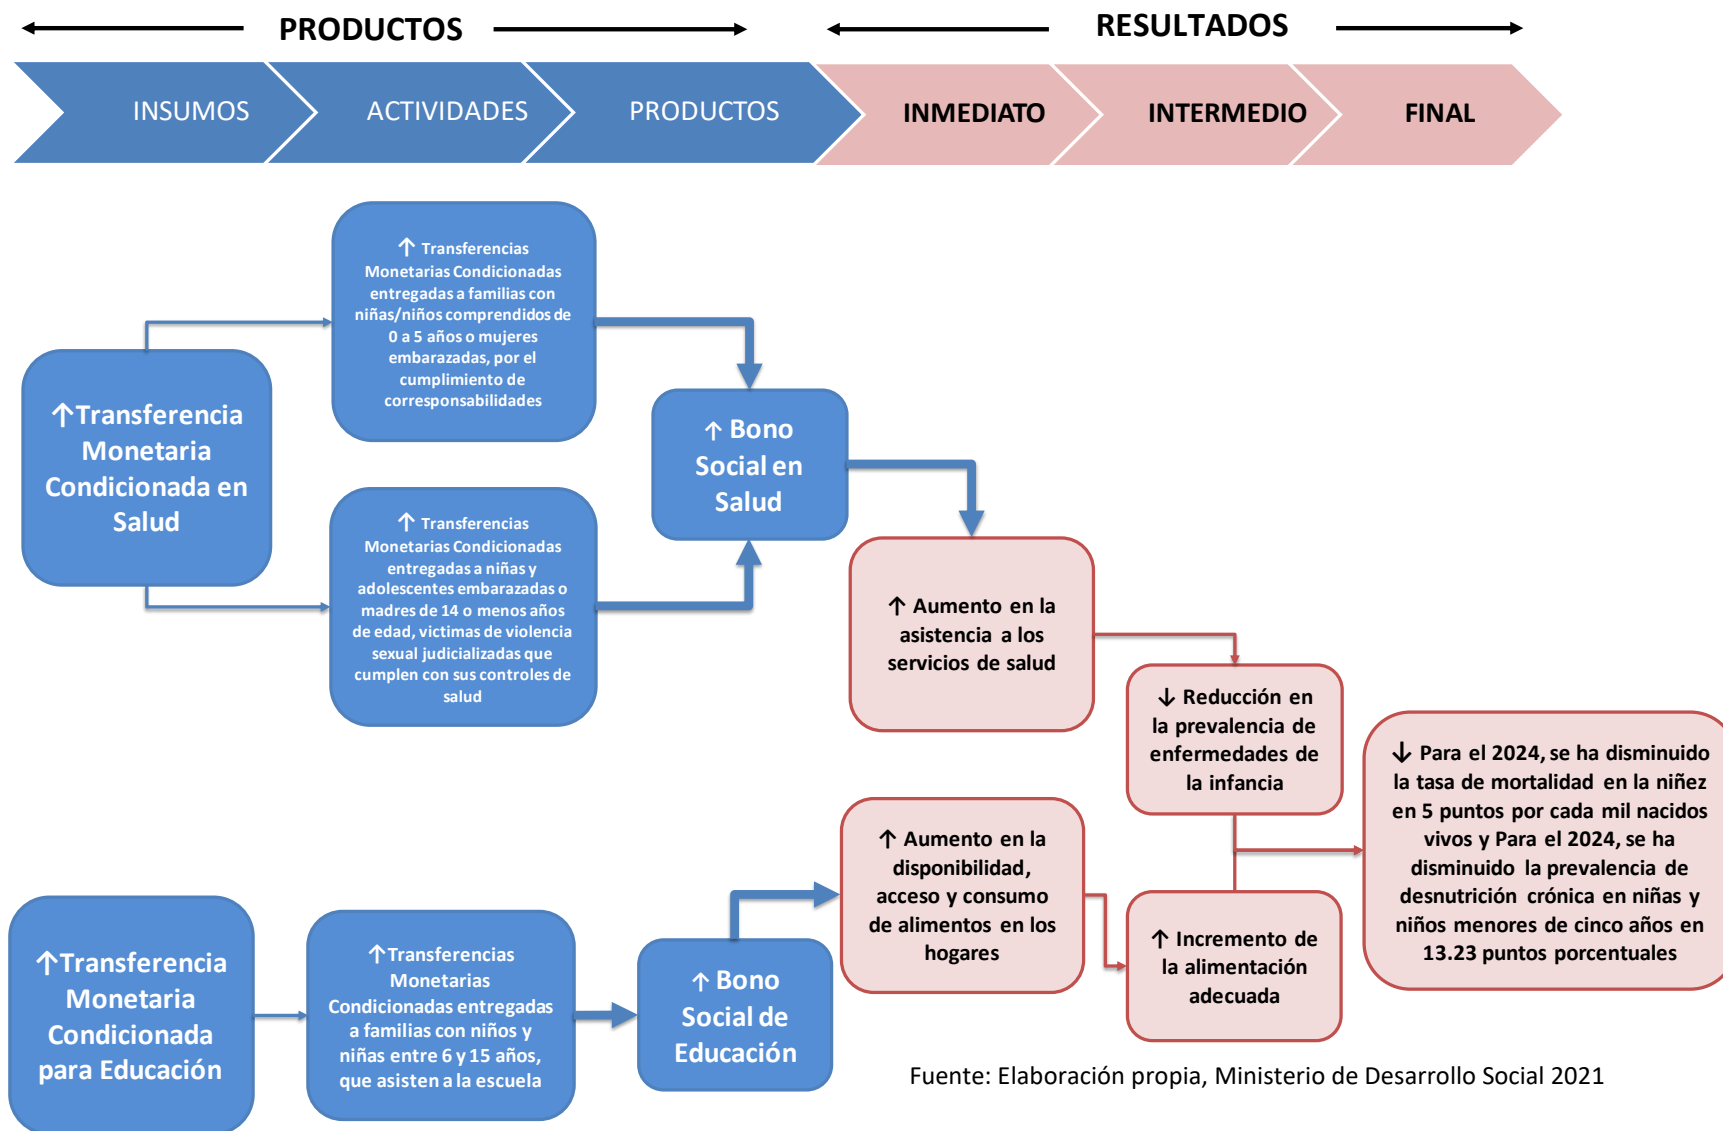 PRODUCTOS
RESULTADOS
INSUMOS
ACTIVIDADES
PRODUCTOS
INMEDIATO
INTERMEDIO
FINAL
↑Transferencia
Monetaria
Condicionada en
Salud
↑ Transferencias
Monetarias Condicionadas
entregadas a familias con
niñas/niños comprendidos de
0 a 5 años o mujeres
embarazadas, por el
cumplimiento de
corresponsabilidades
↑ Transferencias
Monetarias Condicionadas
entregadas a niñas y
adolescentes embarazadas o
madres de 14 o menos años
de edad, victimas de violencia
sexual judicializadas que
cumplen con sus controles de
salud
↑ Bono
Social en
Salud
↑ Aumento en la
asistencia a los
servicios de salud
↓ Reducción en
la prevalencia de
enfermedades de
la infancia
↓ Para el 2024, se ha disminuido
la tasa de mortalidad en la niñez
en 5 puntos por cada mil nacidos
vivos y Para el 2024, se ha
disminuido la prevalencia de
desnutrición crónica en niñas y
niños menores de cinco años en
13.23 puntos porcentuales
↑Transferencia
Monetaria
Condicionada
para Educación
↑Transferencias
Monetarias
Condicionadas entregadas
a familias con niños y
niñas entre 6 y 15 años,
que asisten a la escuela
↑ Bono
Social de
Educación
↑ Aumento en la
disponibilidad,
acceso y consumo
de alimentos en los
hogares
↑ Incremento de
la alimentación
adecuada
Fuente: Elaboración propia, Ministerio de Desarrollo Social 2021